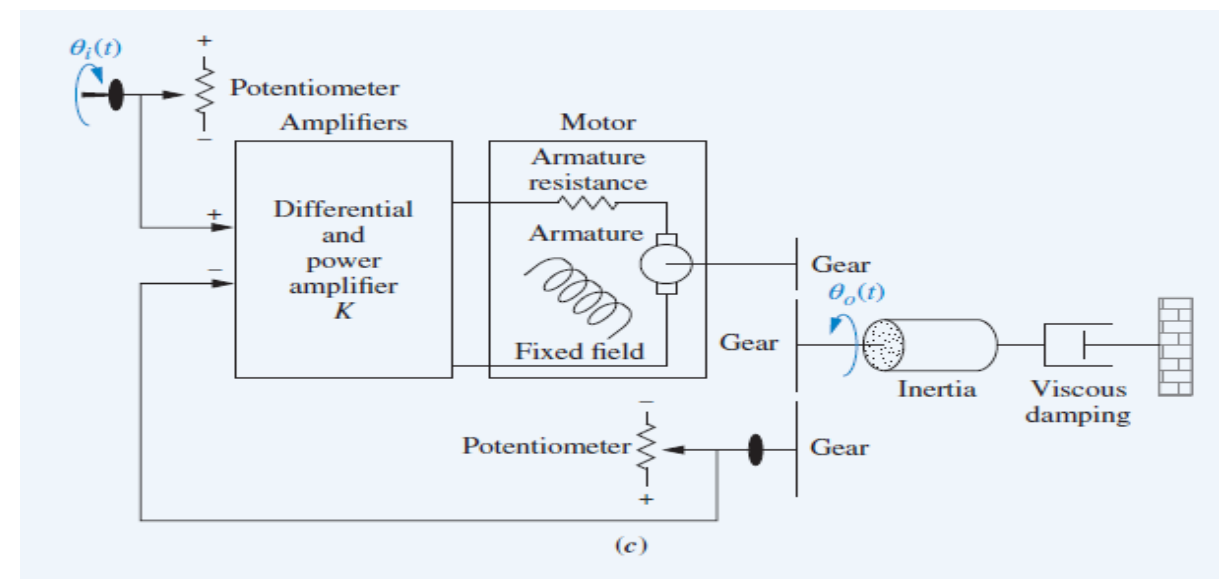 θᵢ(t)
+
Potentiometer
−
Amplifiers
Motor
+
−
Differential
and
power
amplifier
K
Armature
resistance
Armature
Fixed field
Gear
θₒ(t)
Gear
Inertia
Viscous
damping
−
Potentiometer
+
Gear
(c)